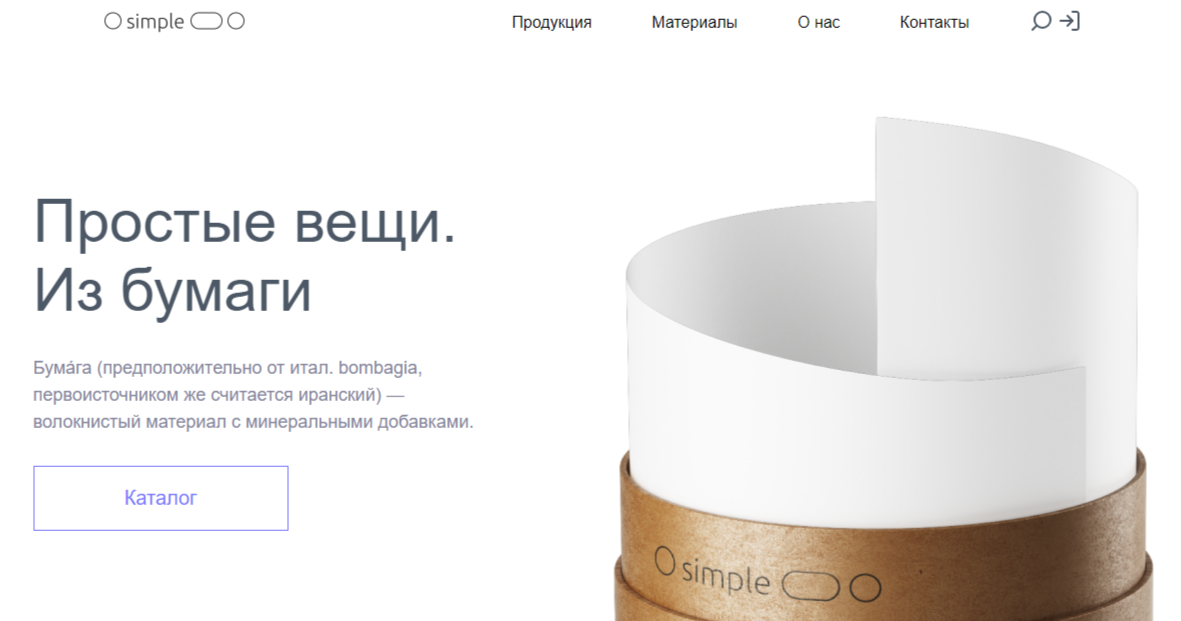 simple
Продукция Материалы О нас Контакты
Простые вещи.
Из бумаги
Бума́га (предположительно от итал. bombagia,
первоисточником же считается иранский) —
волокнистый материал с минеральными добавками.
Каталог
simple